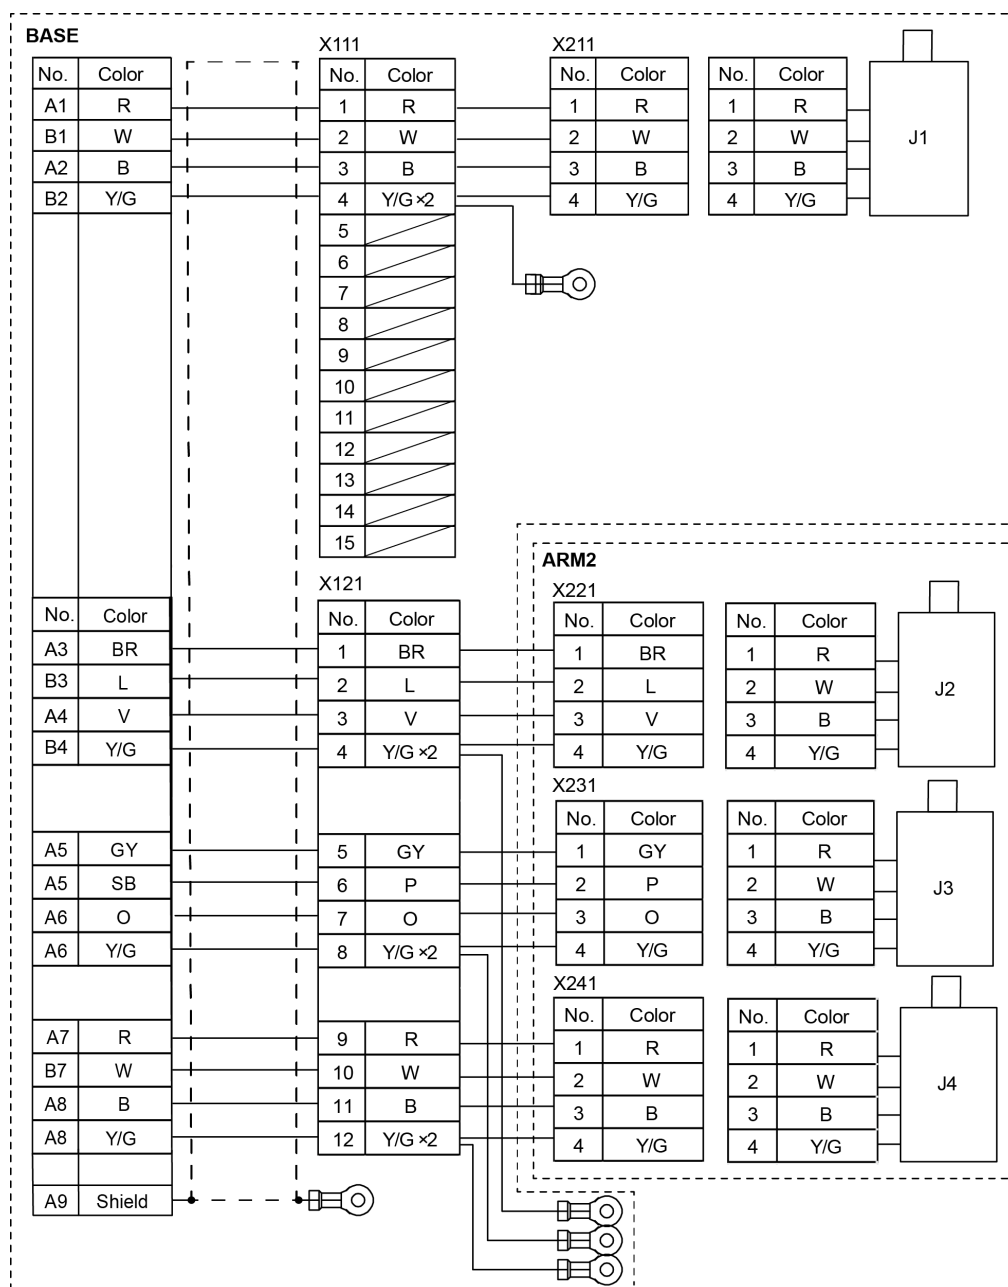 BASE
No. Color
A1 R
B1 W
A2 B
B2 Y/G
X111
No. Color
1 R
2 W
3 B
4 Y/G ×2
5
6
7
8
9
10
11
12
13
14
15
X211
No. Color
1 R
2 W
3 B
4 Y/G
No. Color
1 R
2 W
3 B
4 Y/G
J1
No. Color
A3 BR
B3 L
A4 V
B4 Y/G
A5 GY
A5 SB
A6 O
A6 Y/G
A7 R
B7 W
A8 B
A8 Y/G
A9 Shield
X121
No. Color
1 BR
2 L
3 V
4 Y/G ×2
5 GY
6 P
7 O
8 Y/G ×2
9 R
10 W
11 B
12 Y/G ×2
ARM2
X221
No. Color
1 BR
2 L
3 V
4 Y/G
No. Color
1 R
2 W
3 B
4 Y/G
J2
X231
No. Color
1 GY
2 P
3 O
4 Y/G
No. Color
1 R
2 W
3 B
4 Y/G
J3
X241
No. Color
1 R
2 W
3 B
4 Y/G
No. Color
1 R
2 W
3 B
4 Y/G
J4